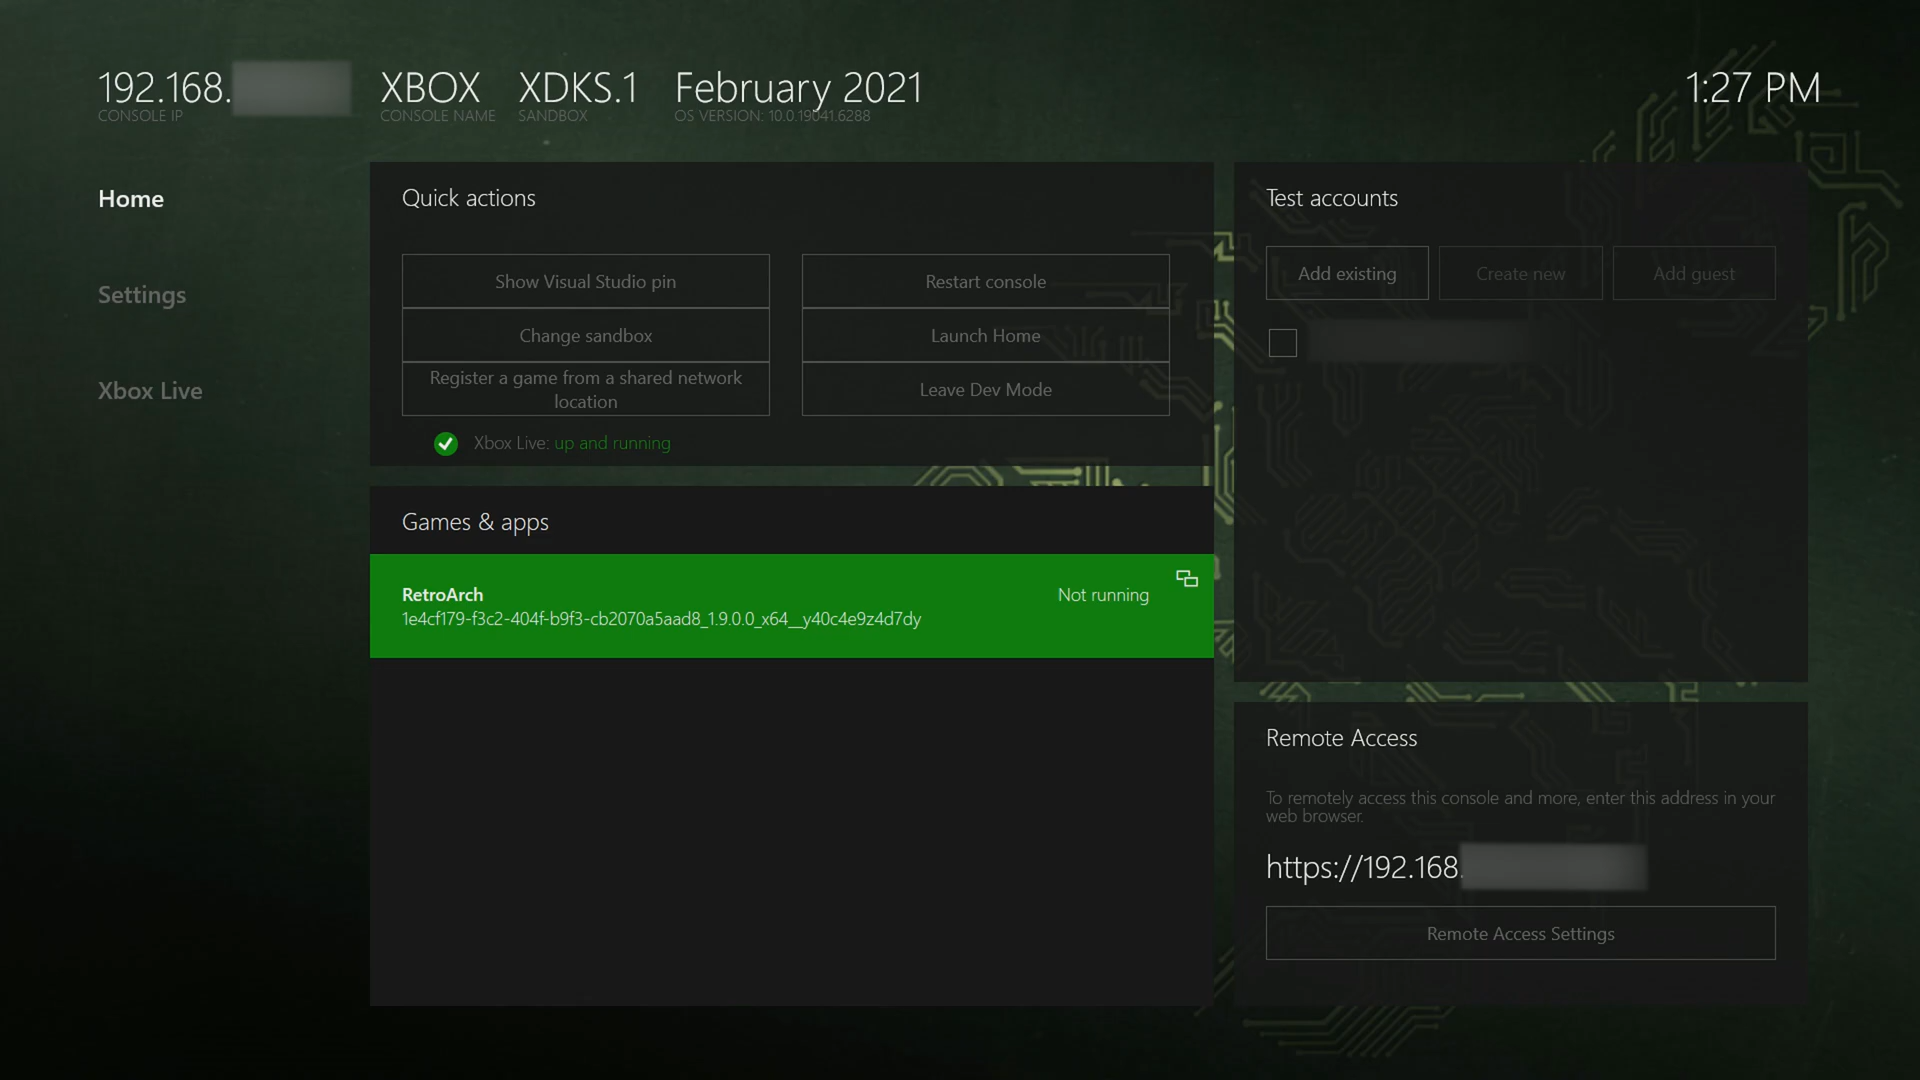 192.168.
CONSOLE IP
XBOX
CONSOLE NAME
XDKS.1
SANDBOX
February 2021
OS VERSION: 10.0.19041.6288
1:27 PM
Home
Settings
Xbox Live
Quick actions
Show Visual Studio pin
Change sandbox
Register a game from a shared network
location
Restart console
Launch Home
Leave Dev Mode
Xbox Live: up and running
Games & apps
RetroArch
Not running
1e4cf179-f3c2-404f-b9f3-cb2070a5aad8_1.9.0.0_x64__y40c4e9z4d7dy
Test accounts
Add existing
Create new
Add guest
Remote Access
To remotely access this console and more, enter this address in your
web browser.
https://192.168.
Remote Access Settings